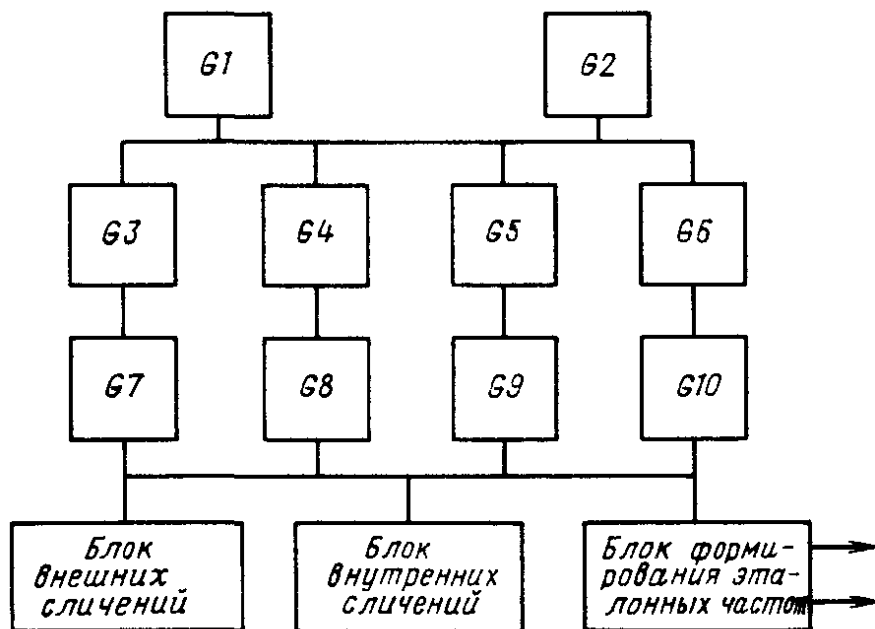 G1
G2
G3
G4
G5
G6
G7
G8
G9
G10
Блок
внешних
сличений
Блок
внутренних
сличений
Блок форми-
рования эта-
лонных частот